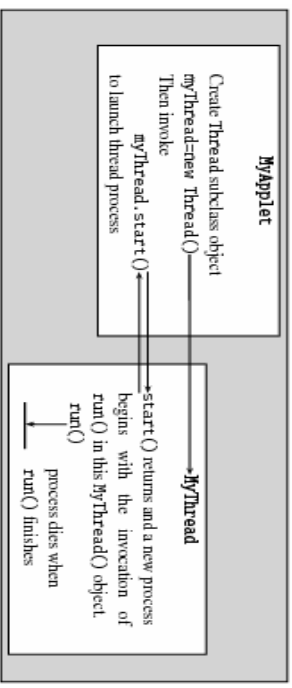 MyApplet
Create Thread subclass object
myThread=new Thread()
Then invoke
myThread.start()
to launch thread process
MyThread
start() returns and a new process
begins with the invocation of
run() in this MyThread() object.
run()
process dies when
run() finishes